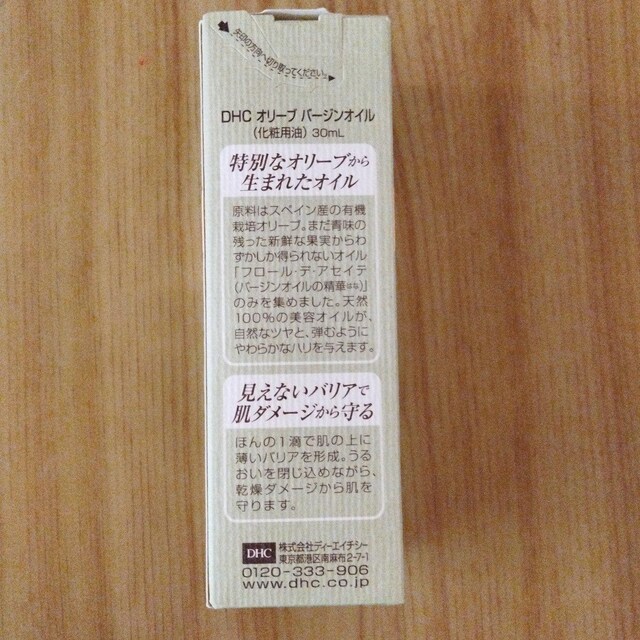 矢印の方向へ切り取ってください。
DHC オリーブ バージンオイル
(化粧用油) 30mL
特別なオリーブから
生まれたオイル
原料はスペイン産の有機
栽培オリーブ。まだ青味の
残った新鮮な果実からわ
ずかしか得られないオイル
「フロール・デ・アセイテ
(バージンオイルの精華はな)」
のみを集めました。天然
100%の美容オイルが、
自然なツヤと、弾むように
やわらかなハリを与えます。
見えないバリアで
肌ダメージから守る
ほんの1滴で肌の上に
薄いバリアを形成。うる
おいを閉じ込めながら、
乾燥ダメージから肌を
守ります。
DHC 株式会社ディーエイチシー
東京都港区南麻布2-7-1
0120-333-906
www.dhc.co.jp